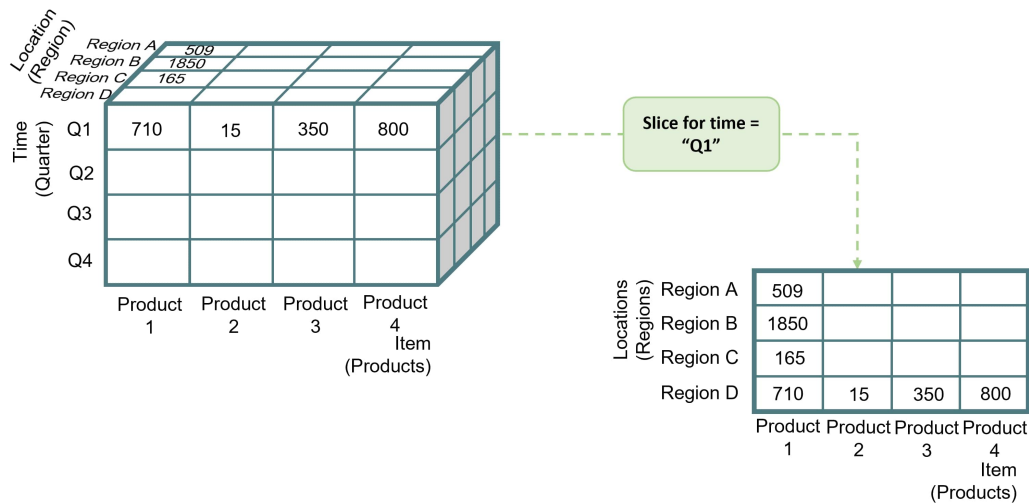 Location
(Region)
Region A
509
Region B
1850
Region C
165
Region D
Time
(Quarter)
Q1
710
15
350
800
Q2
Q3
Q4
Product
1
Product
2
Product
3
Product
4
Item
(Products)
Slice for time =
“Q1”
Locations
(Regions)
Region A
509
Region B
1850
Region C
165
Region D
710
15
350
800
Product
1
Product
2
Product
3
Product
4
Item
(Products)